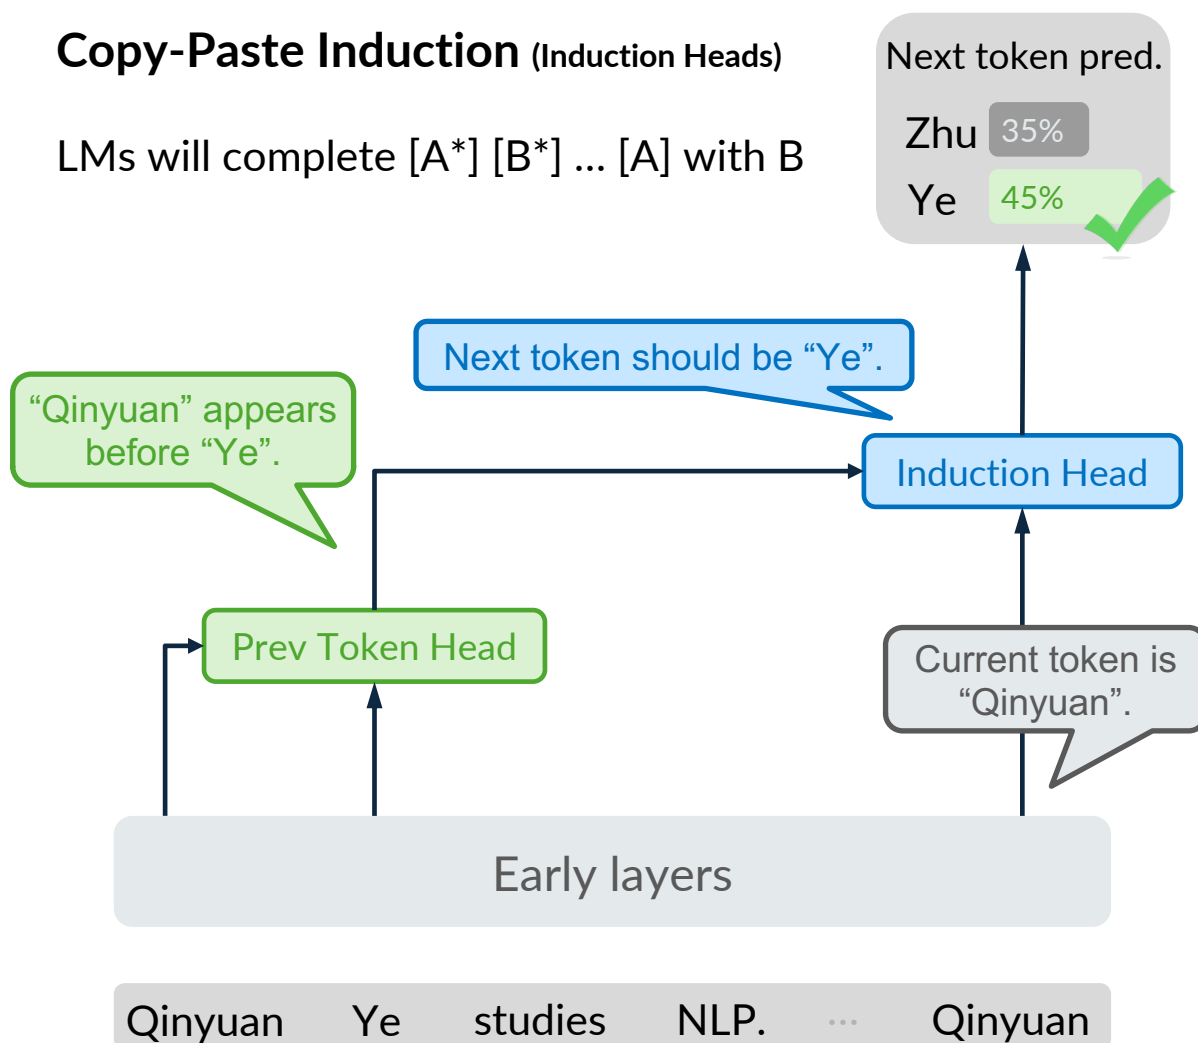 Copy-Paste Induction (Induction Heads)
LMs will complete [A*] [B*] ... [A] with B
Next token pred.
Zhu 35%
Ye 45%
Next token should be “Ye”.
“Qinyuan” appears
before “Ye”.
Induction Head
Prev Token Head
Current token is
“Qinyuan”.
Early layers
Qinyuan Ye studies NLP. ... Qinyuan